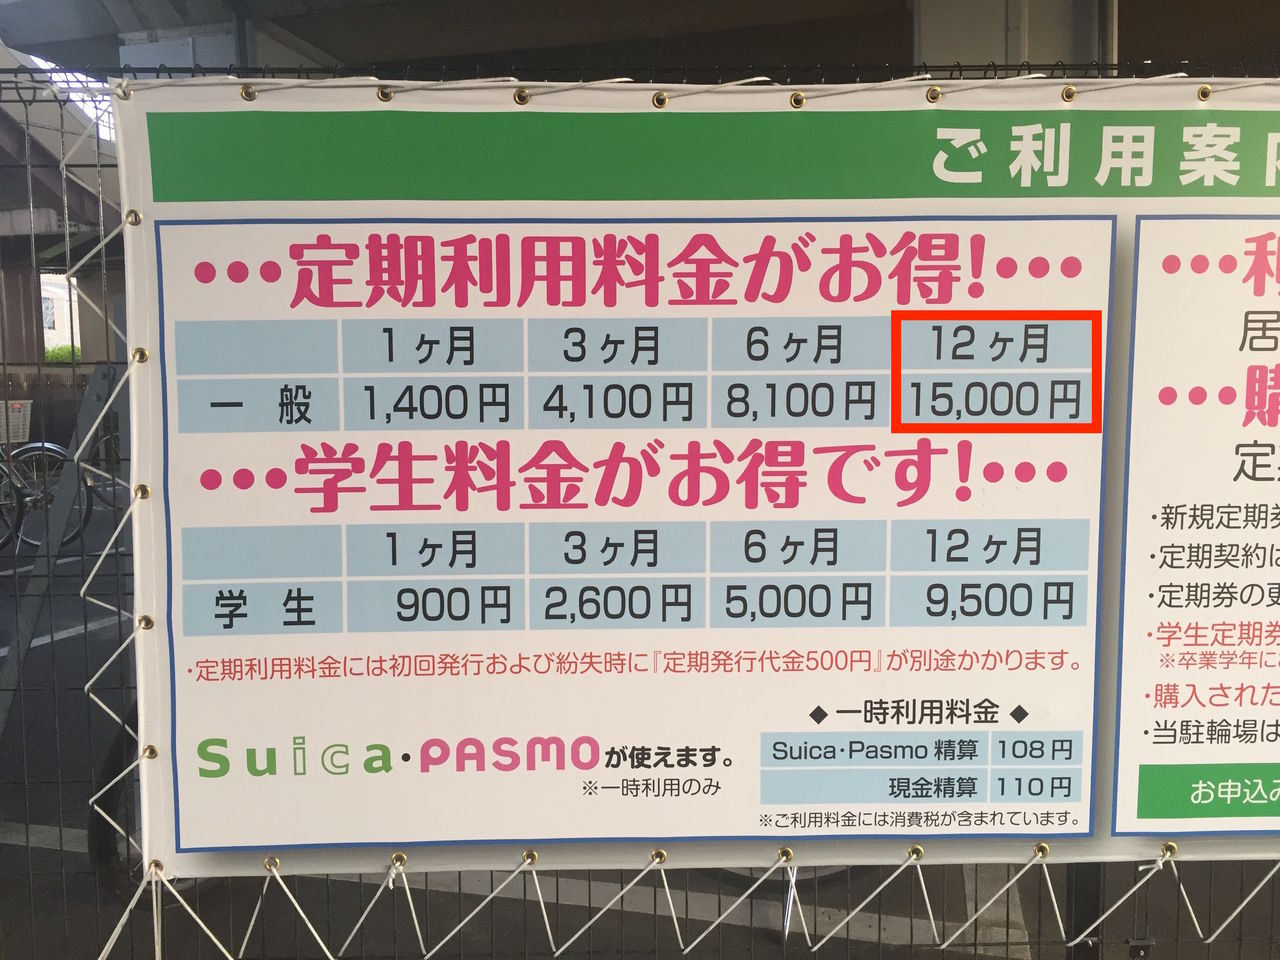 ご利用案
•••定期利用料金がお得!•••
1ヶ月 3ヶ月 6ヶ月 12ヶ月
一般 1,400円 4,100円 8,100円 15,000円
•••学生料金がお得です!•••
1ヶ月 3ヶ月 6ヶ月 12ヶ月
学生 900円 2,600円 5,000円 9,500円
・定期利用料金には初回発行および紛失時に『定期発行代金500円』が別途かかります。
Suica・PASMOが使えます。
※一時利用のみ
◆ 一時利用料金 ◆
Suica・Pasmo 精算 108円
現金精算 110円
※ご利用料金には消費税が含まれています。
•••利
居
•••購
定
・新規定期券
・定期契約は
・定期券の更
・学生定期券
※卒業学年に
・購入された
・当駐輪場は
お申込み